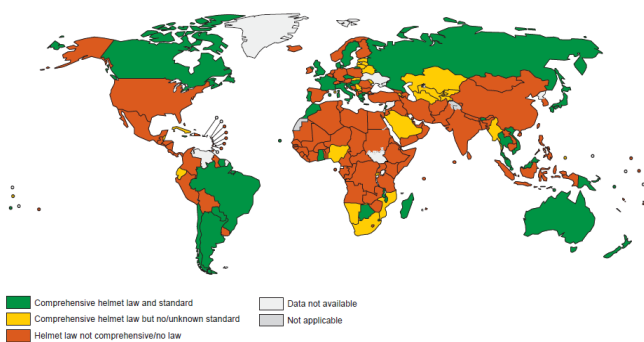 Comprehensive helmet law and standard
Comprehensive helmet law but no/unknown standard
Helmet law not comprehensive/no law
Data not available
Not applicable